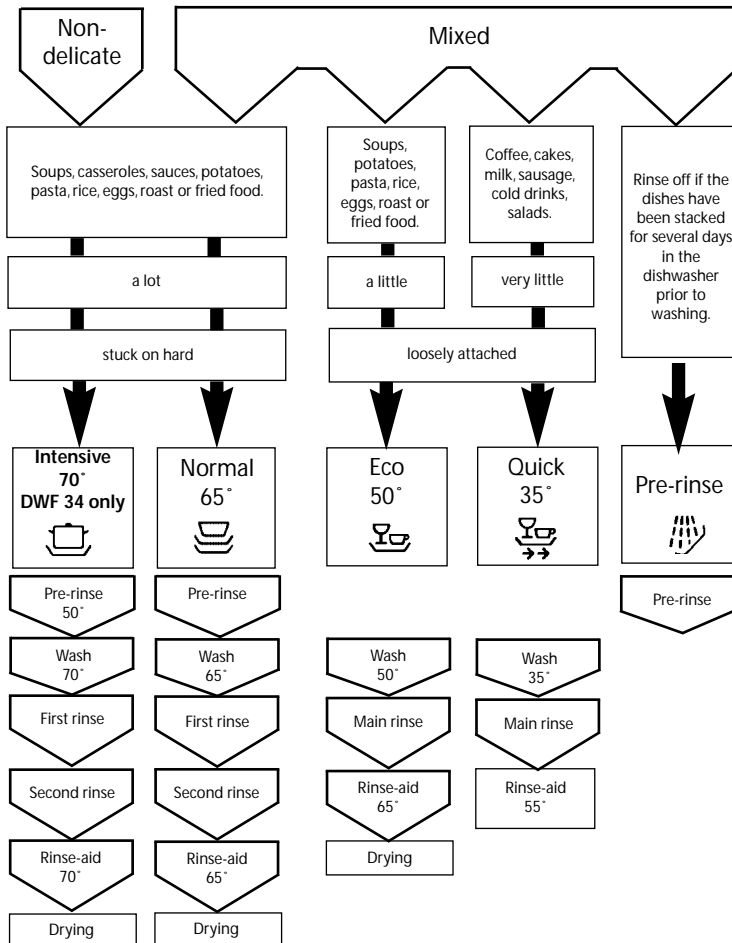 Non-
delicate
Mixed
Soups, casseroles, sauces, potatoes,
pasta, rice, eggs, roast or fried food.
Soups,
potatoes,
pasta, rice,
eggs, roast or
fried food.
Coffee, cakes,
milk, sausage,
cold drinks,
salads.
Rinse off if the
dishes have
been stacked
for several days
in the
dishwasher
prior to
washing.
a lot
a little
very little
stuck on hard
loosely attached
Intensive
70°
DWF 34 only
Normal
65°
Eco
50°
Quick
35°
Pre-rinse
Pre-rinse
50°
Pre-rinse
Pre-rinse
Wash
70°
Wash
65°
Wash
50°
Wash
35°
First rinse
First rinse
Main rinse
Main rinse
Second rinse
Second rinse
Rinse-aid
65°
Rinse-aid
55°
Rinse-aid
70°
Rinse-aid
65°
Drying
Drying
Drying